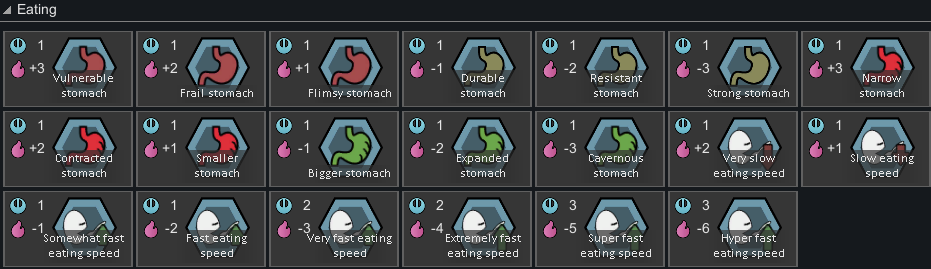 Eating
1 1 1 1 1 1 1
+3 +2 +1 -1 -2 -3 +3
Vulnerable stomach
Frail stomach
Flimsy stomach
Durable stomach
Resistant stomach
Strong stomach
Narrow stomach
1 1 1 1 1 1 1
+2 +1 -1 -2 -3 +2 +1
Contracted stomach
Smaller stomach
Bigger stomach
Expanded stomach
Cavernous stomach
Very slow eating speed
Slow eating speed
1 1 2 2 3 3
-1 -2 -3 -4 -5 -6
Somewhat fast eating speed
Fast eating speed
Very fast eating speed
Extremely fast eating speed
Super fast eating speed
Hyper fast eating speed